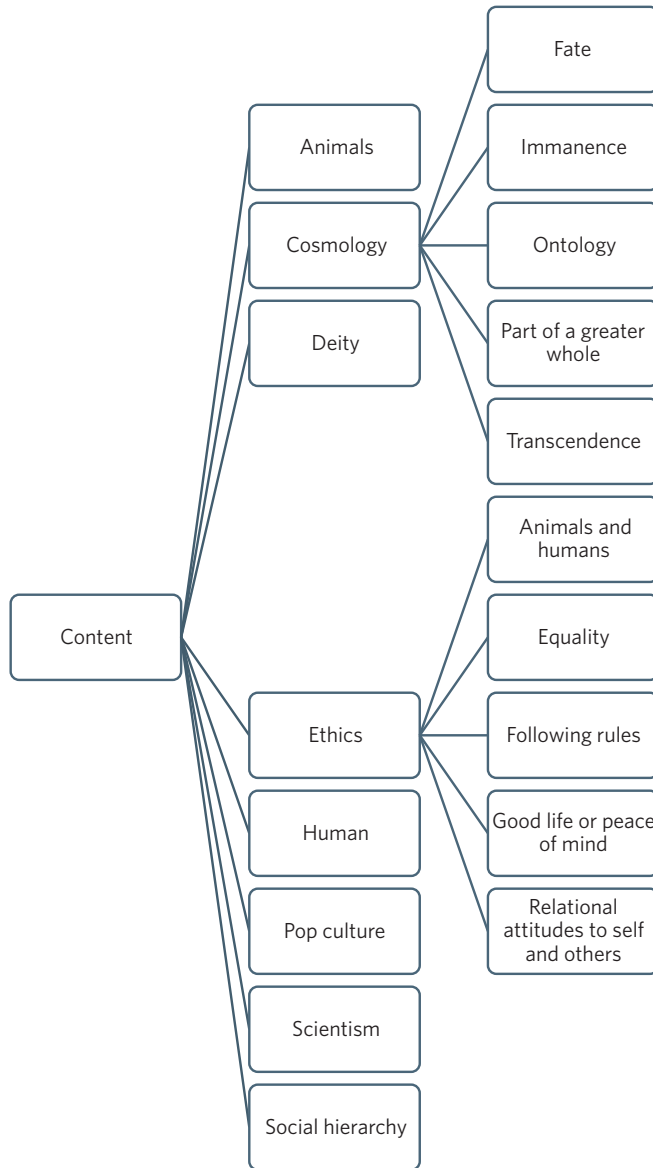 Fate
Animals
Immanence
Cosmology
Ontology
Deity
Part of a greater
whole
Transcendence
Animals and
humans
Content
Equality
Ethics
Following rules
Human
Good life or peace
of mind
Pop culture
Relational
attitudes to self
and others
Scientism
Social hierarchy